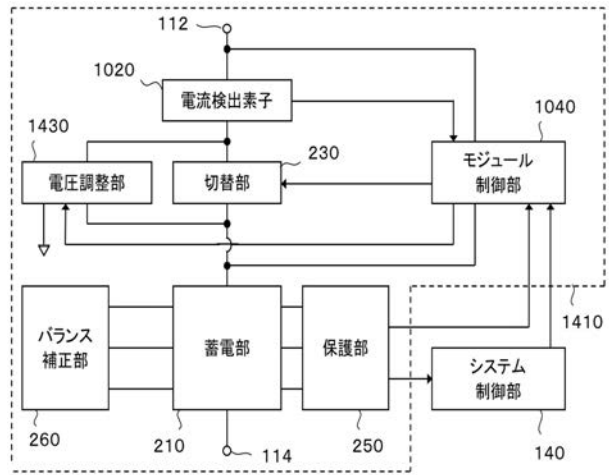 112
1020
電流検出素子
1430
230
1040
電圧調整部
切替部
モジュール
制御部
1410
バランス
補正部
蓄電部
保護部
システム
制御部
260
210
114
250
140